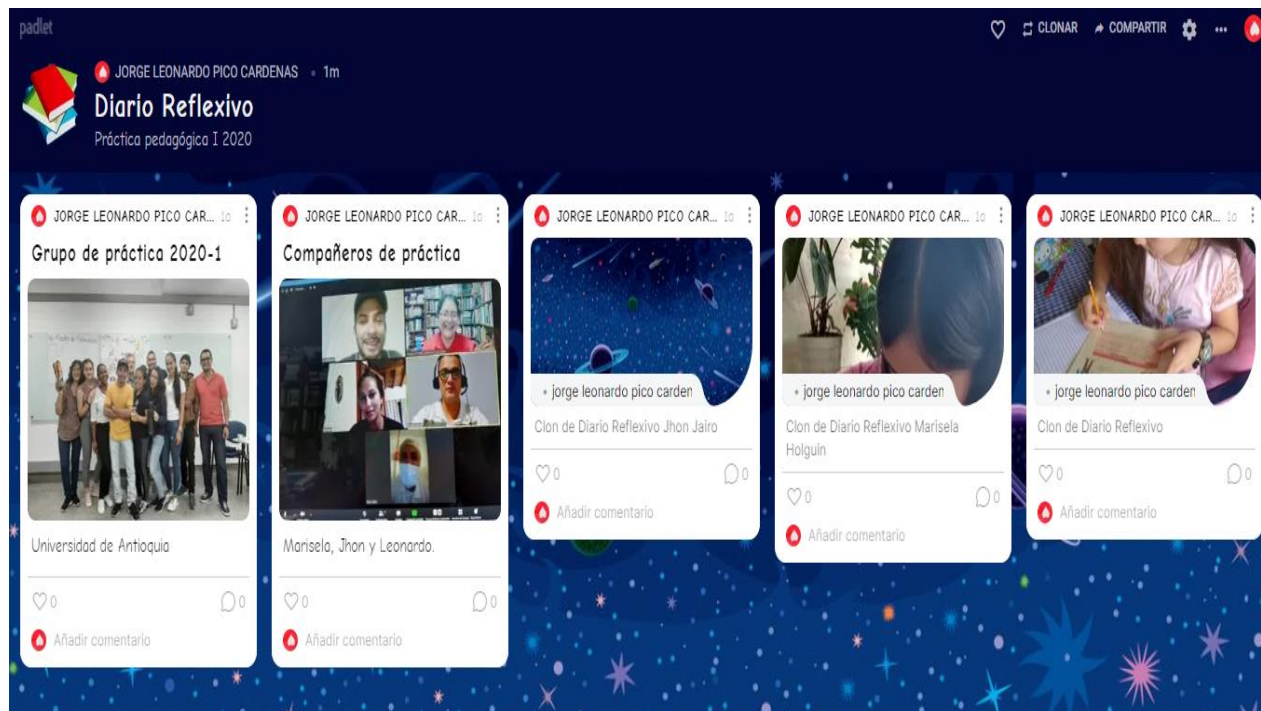 padlet
CLONAR COMPARTIR
JORGE LEONARDO PICO CARDENAS • 1m
Diario Reflexivo
Práctica pedagógica I 2020
JORGE LEONARDO PICO CAR... 1a
Grupo de práctica 2020-1
Universidad de Antioquia
0 0
Añadir comentario
JORGE LEONARDO PICO CAR... 1a
Compañeros de práctica
Marisela, Jhon y Leonardo.
0 0
Añadir comentario
JORGE LEONARDO PICO CAR... 1a
jorge leonardo pico carden
Clon de Diario Reflexivo Jhon Jairo
0 0
Añadir comentario
JORGE LEONARDO PICO CAR... 1a
jorge leonardo pico carden
Clon de Diario Reflexivo Marisela
Holguin
0 0
Añadir comentario
JORGE LEONARDO PICO CAR... 1a
jorge leonardo pico carden
Clon de Diario Reflexivo
0 0
Añadir comentario